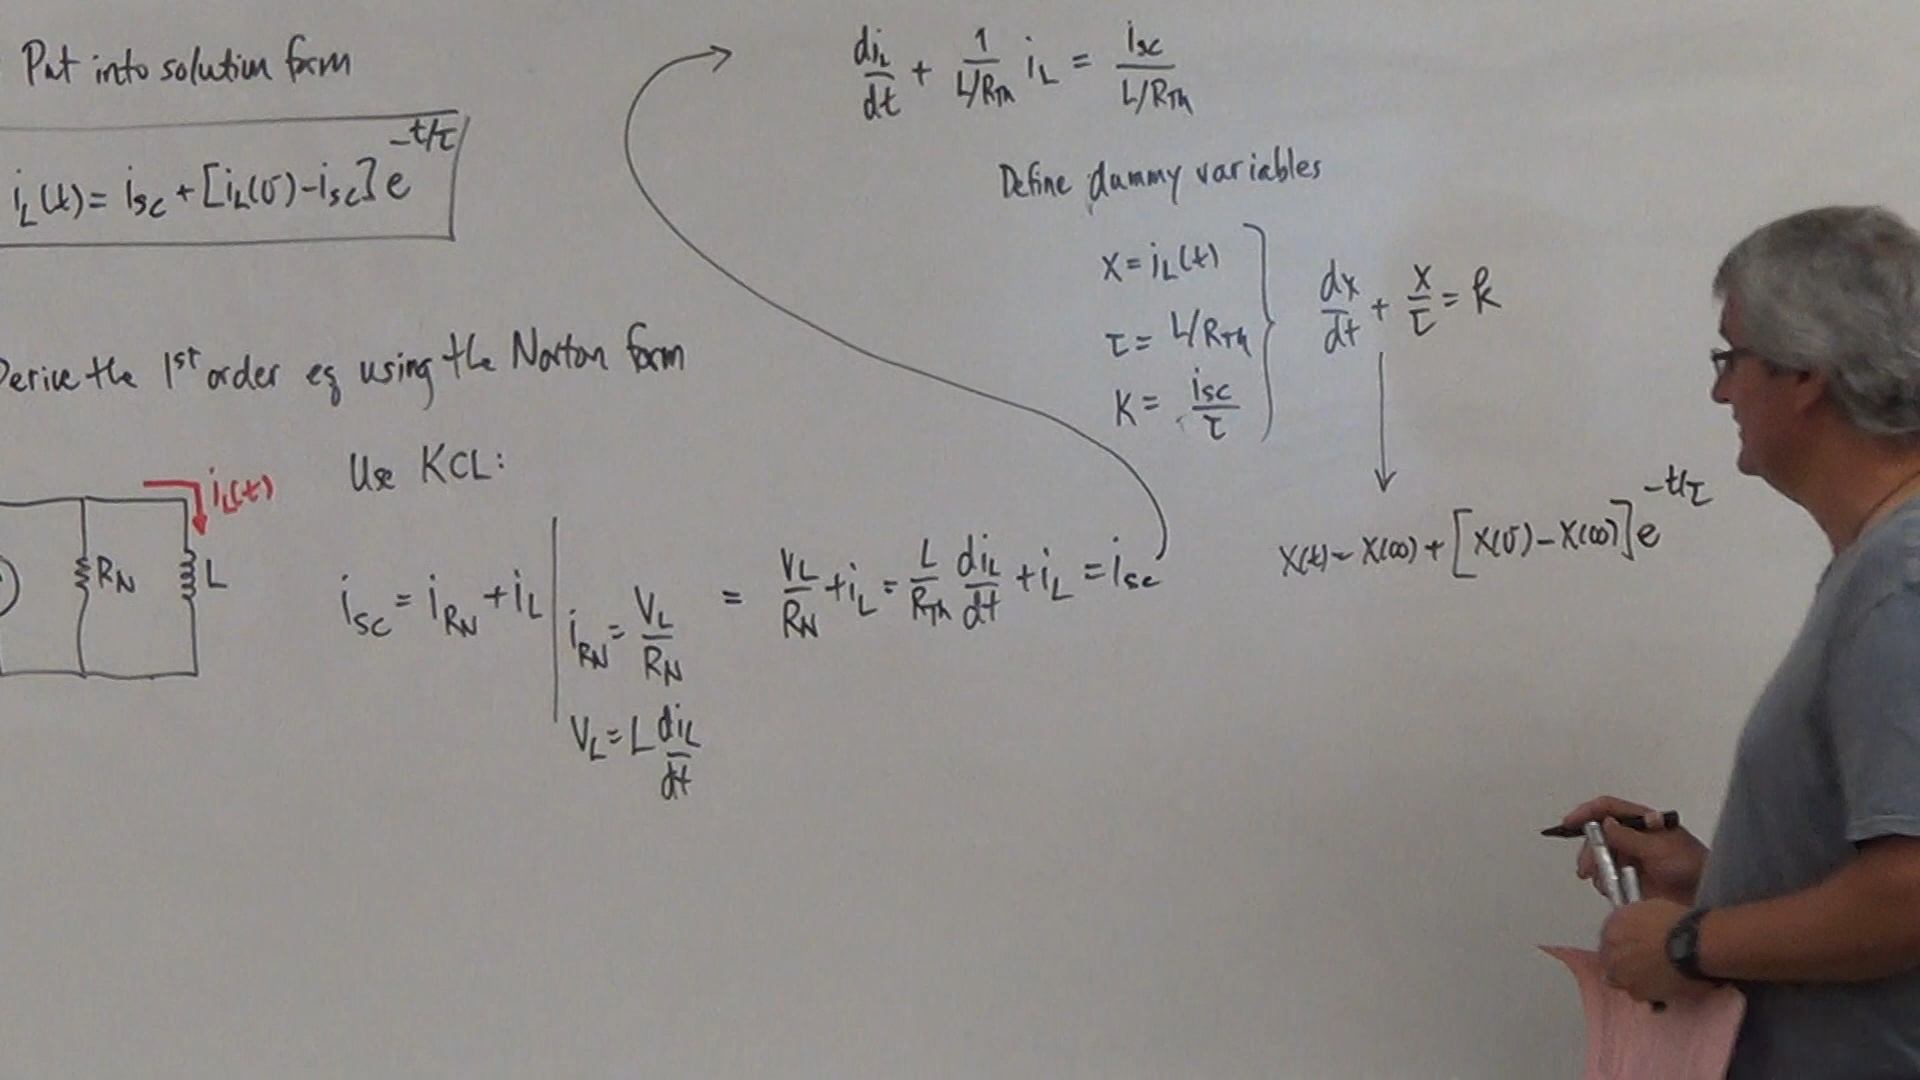 Put into solution form
i_L(t) = i_sc + [i_L(0⁻) - i_sc] e^(-t/τ)
Derive the 1st order eq using the Norton form
i_L(t)
R_N
L
Use KCL:
i_sc = i_RN + i_L | i_RN = V_L/R_N
V_L = L di_L/dt
= V_L/R_N + i_L = L/R_Th di_L/dt + i_L = i_sc
di_L/dt + 1/(L/R_Th) i_L = i_sc/(L/R_Th)
Define dummy variables
X = i_L(t)
τ = L/R_Th
K = i_sc/τ
dx/dt + x/τ = k
X(t) = X(∞) + [X(0⁻) - X(∞)] e^(-t/τ)